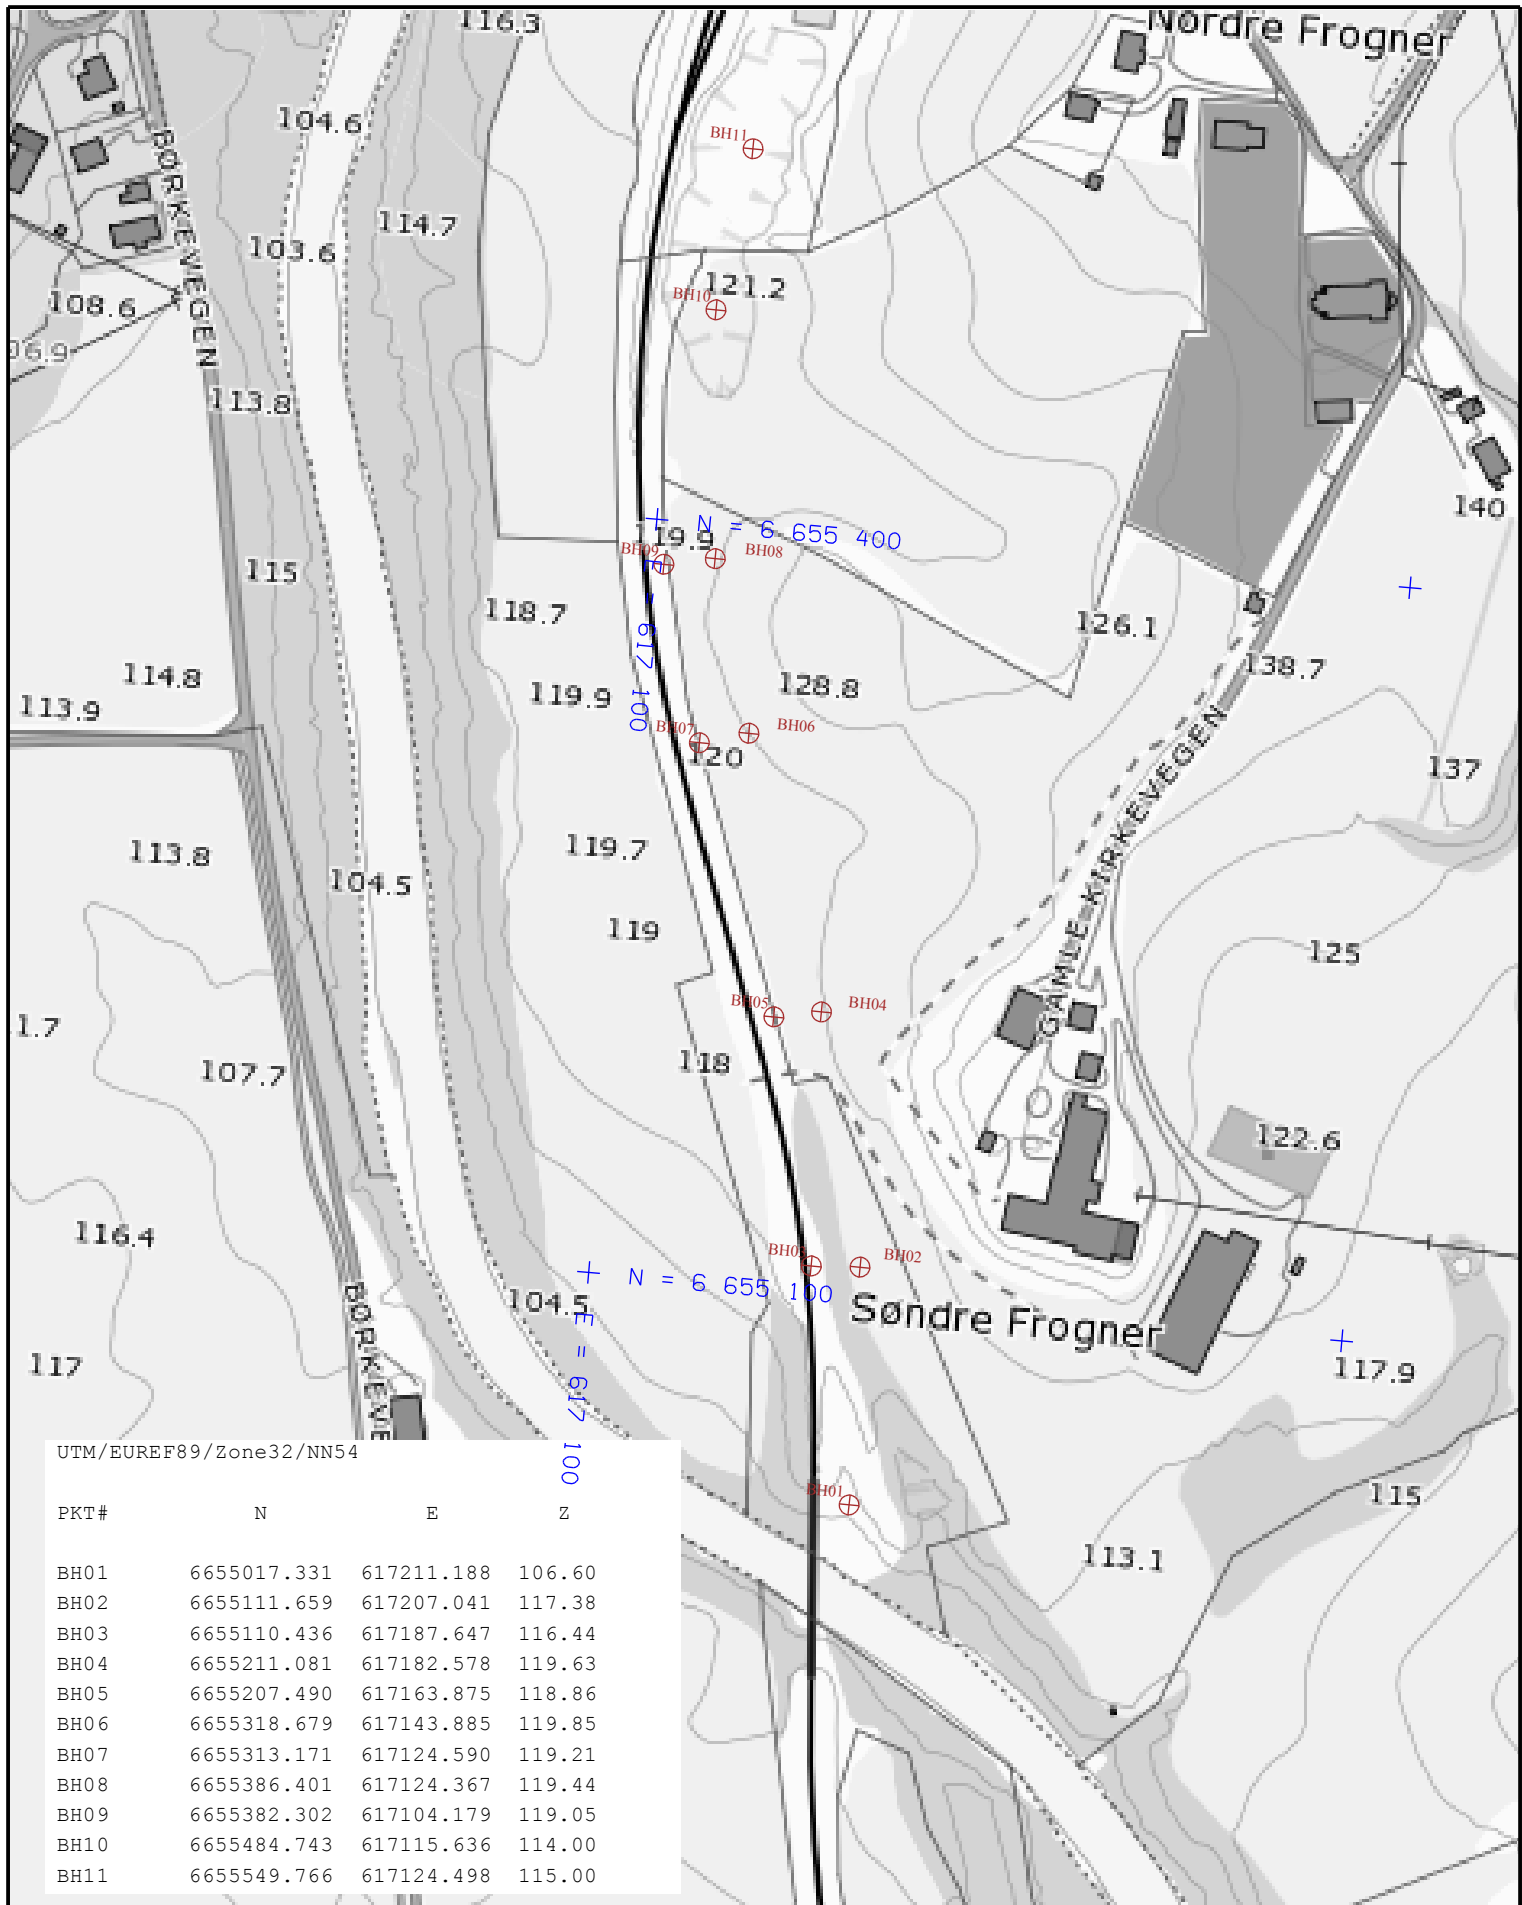 116.3
Nordre Frogner
104.6
BH11
BØRKEVEGEN
114.7
103.6
121.2
BH10
108.6
06.9
113.8
140
N = 6 655 400
19.9
BH09
BH08
E = 617 100
115
118.7
126.1
138.7
114.8
119.9
128.8
113.9
BH07
BH06
120
137
119.7
113.8
104.5
GAMLE KIRKEVEGEN
119
125
BH05
BH04
1.7
118
107.7
122.6
116.4
BH03
BH02
N = 6 655 100
104.5
E = 617 100
Søndre Frogner
BØRKEVE
117
117.9
UTM/EUREF89/Zone32/NN54
BH01
115
113.1
PKT# N E Z
BH01 6655017.331 617211.188 106.60
BH02 6655111.659 617207.041 117.38
BH03 6655110.436 617187.647 116.44
BH04 6655211.081 617182.578 119.63
BH05 6655207.490 617163.875 118.86
BH06 6655318.679 617143.885 119.85
BH07 6655313.171 617124.590 119.21
BH08 6655386.401 617124.367 119.44
BH09 6655382.302 617104.179 119.05
BH10 6655484.743 617115.636 114.00
BH11 6655549.766 617124.498 115.00